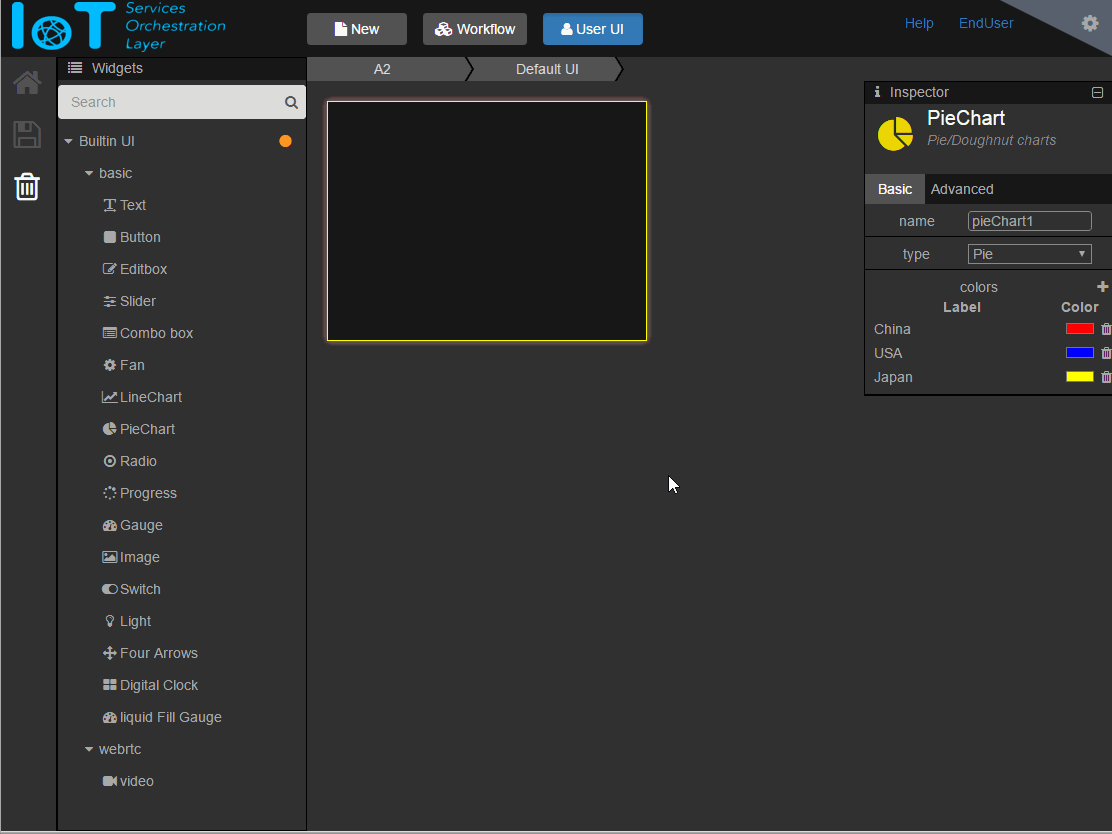 IoT Services
Orchestration
Layer
New
Workflow
User UI
Help
EndUser
Widgets
A2
Default UI
Search
Builtin UI
basic
Text
Button
Editbox
Slider
Combo box
Fan
LineChart
PieChart
Radio
Progress
Gauge
Image
Switch
Light
Four Arrows
Digital Clock
liquid Fill Gauge
webrtc
video
Inspector
PieChart
Pie/Doughnut charts
Basic Advanced
name pieChart1
type Pie
colors
Label Color
China
USA
Japan